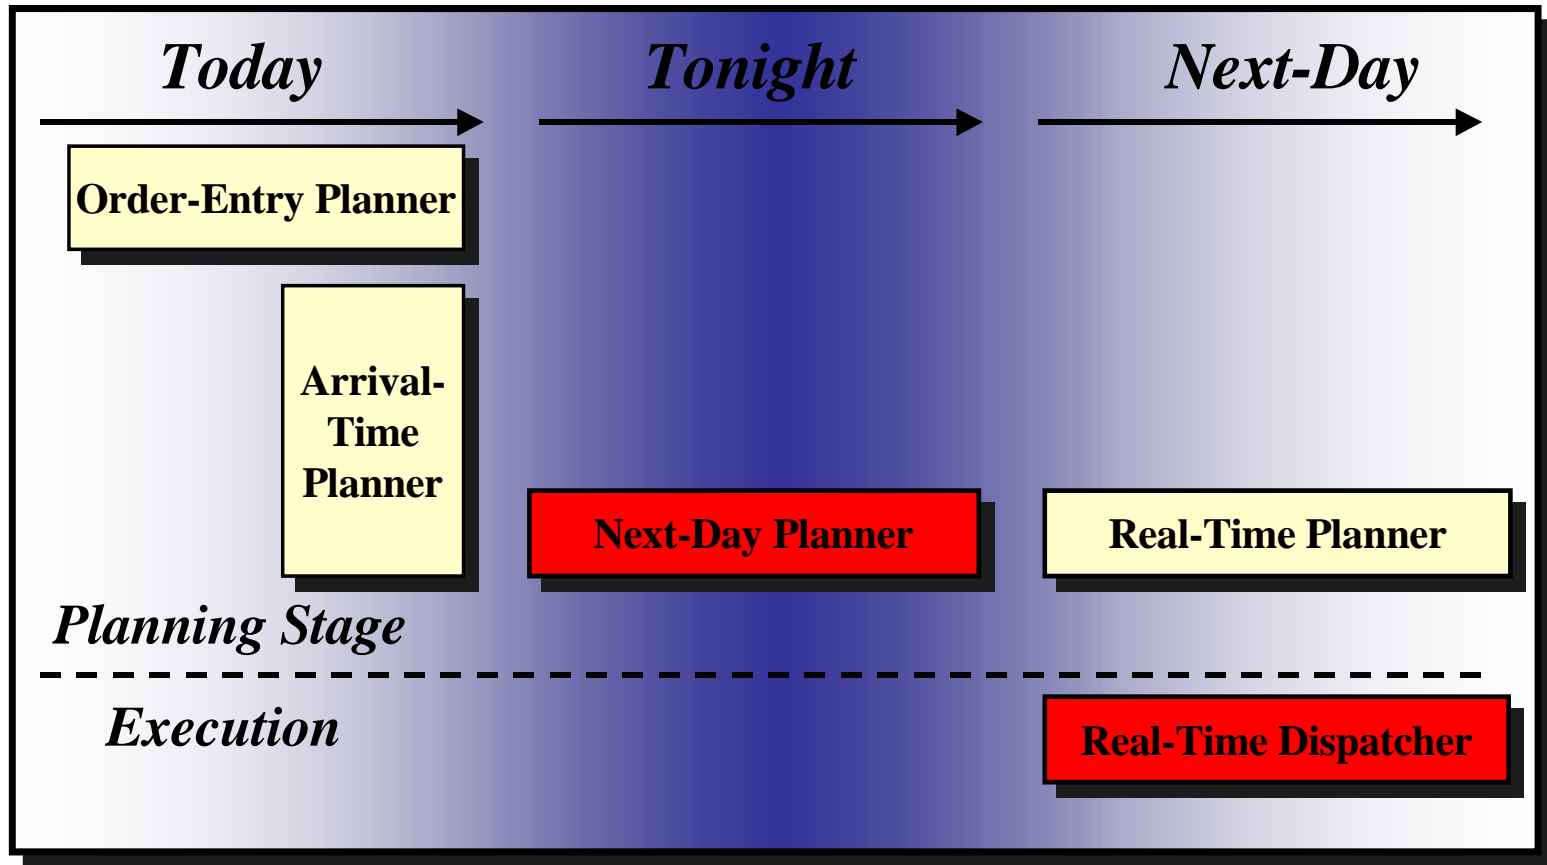 Today
Tonight
Next-Day
Order-Entry Planner
Arrival-
Time
Planner
Next-Day Planner
Real-Time Planner
Planning Stage
Execution
Real-Time Dispatcher